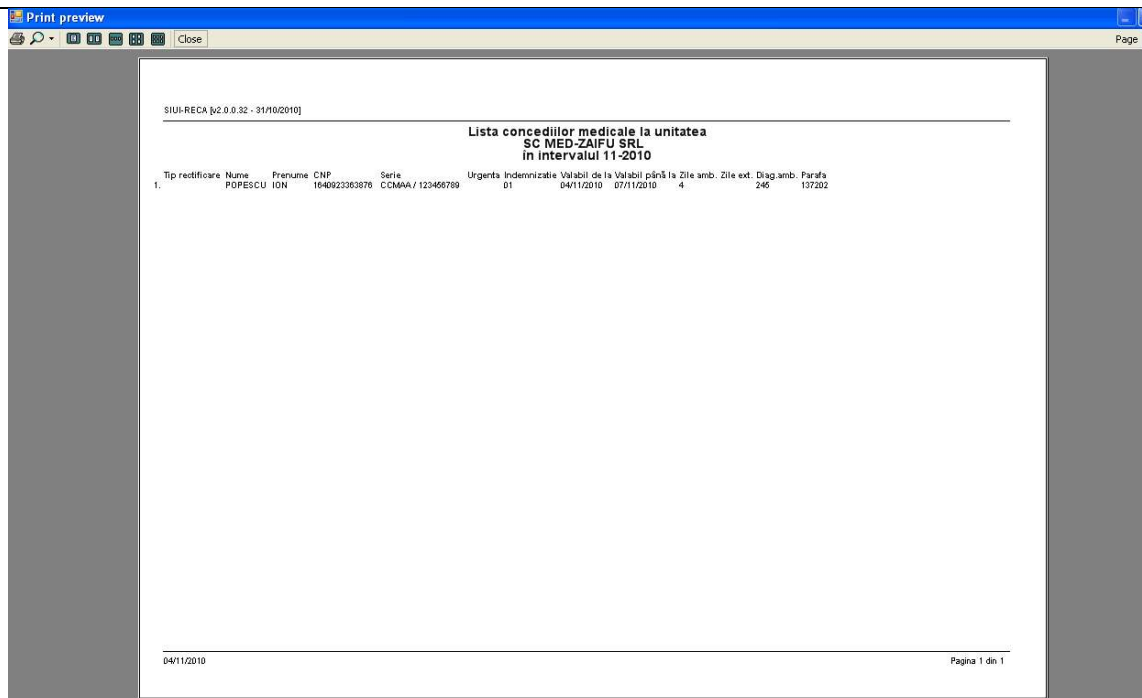 Print preview
Close
Page
SIUI-RECA [v2.0.0.32 - 31/10/2010]
Lista concediilor medicale la unitatea
SC MED-ZAIFU SRL
în intervalul 11-2010
Tip rectificare Nume Prenume CNP Serie Urgenta Indemnizatie Valabil de la Valabil până la Zile amb. Zile ext. Diag.amb. Parafa
1. POPESCU ION 1640923363876 CCMAA / 123456789 01 04/11/2010 07/11/2010 4 245 137202
04/11/2010 Pagina 1 din 1